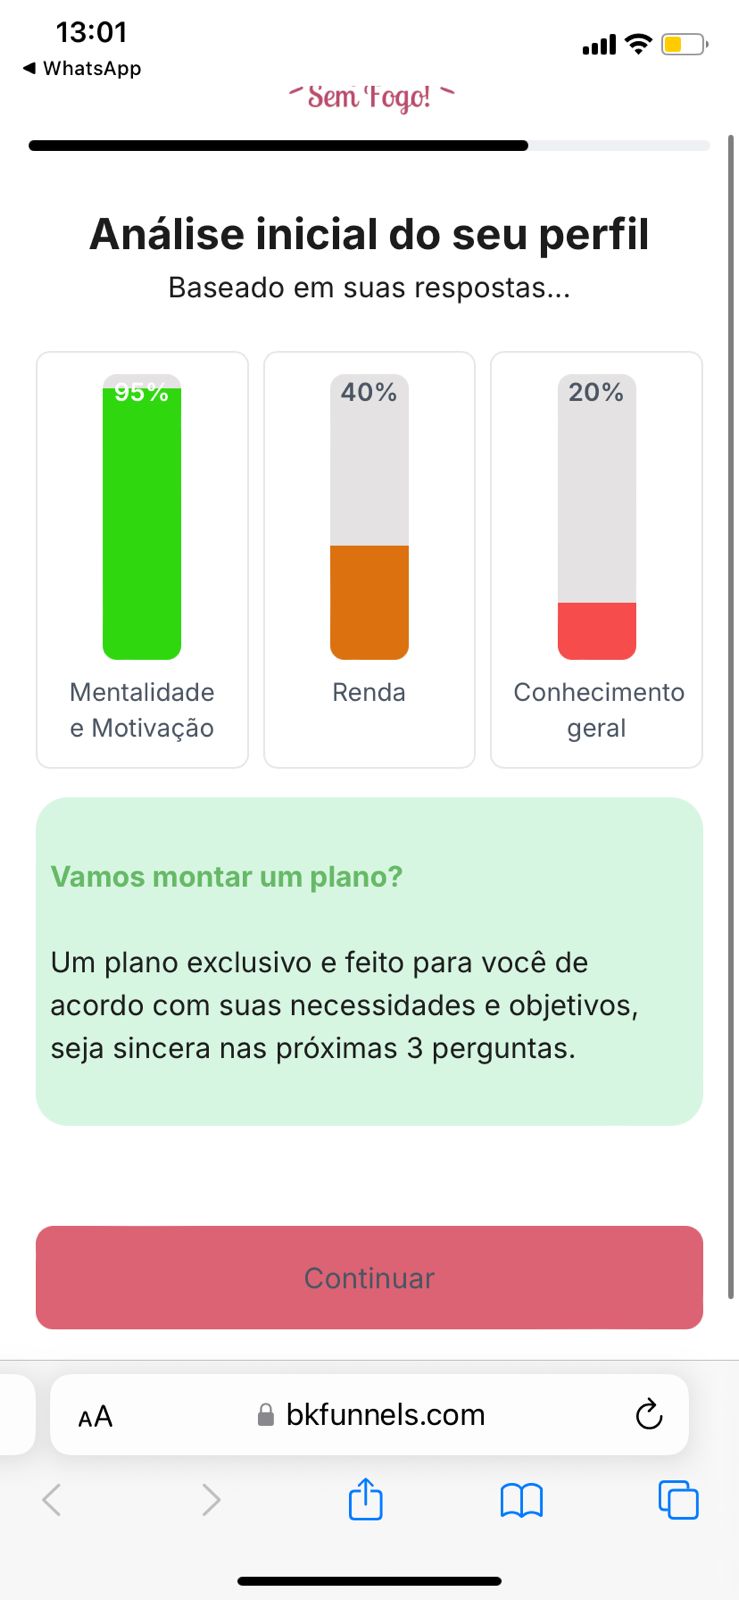 13:01
◀ WhatsApp
Sem Fogo!
Análise inicial do seu perfil
Baseado em suas respostas...
95%
40%
20%
Mentalidade
e Motivação
Renda
Conhecimento
geral
Vamos montar um plano?
Um plano exclusivo e feito para você de
acordo com suas necessidades e objetivos,
seja sincera nas próximas 3 perguntas.
Continuar
AA
bkfunnels.com